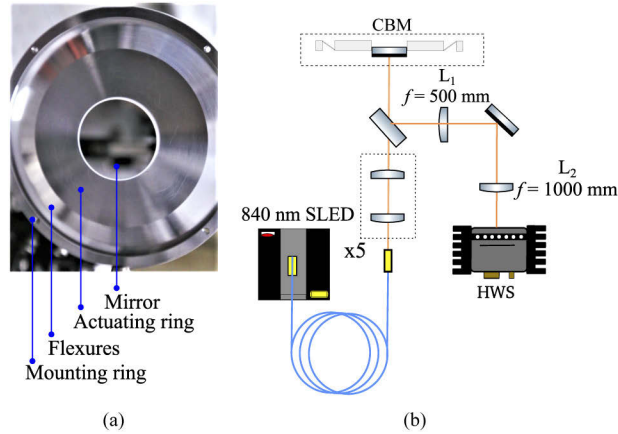 CBM
L₁
f = 500 mm
L₂
f = 1000 mm
840 nm SLED
x5
HWS
Mirror
Actuating ring
Flexures
Mounting ring
(a)
(b)